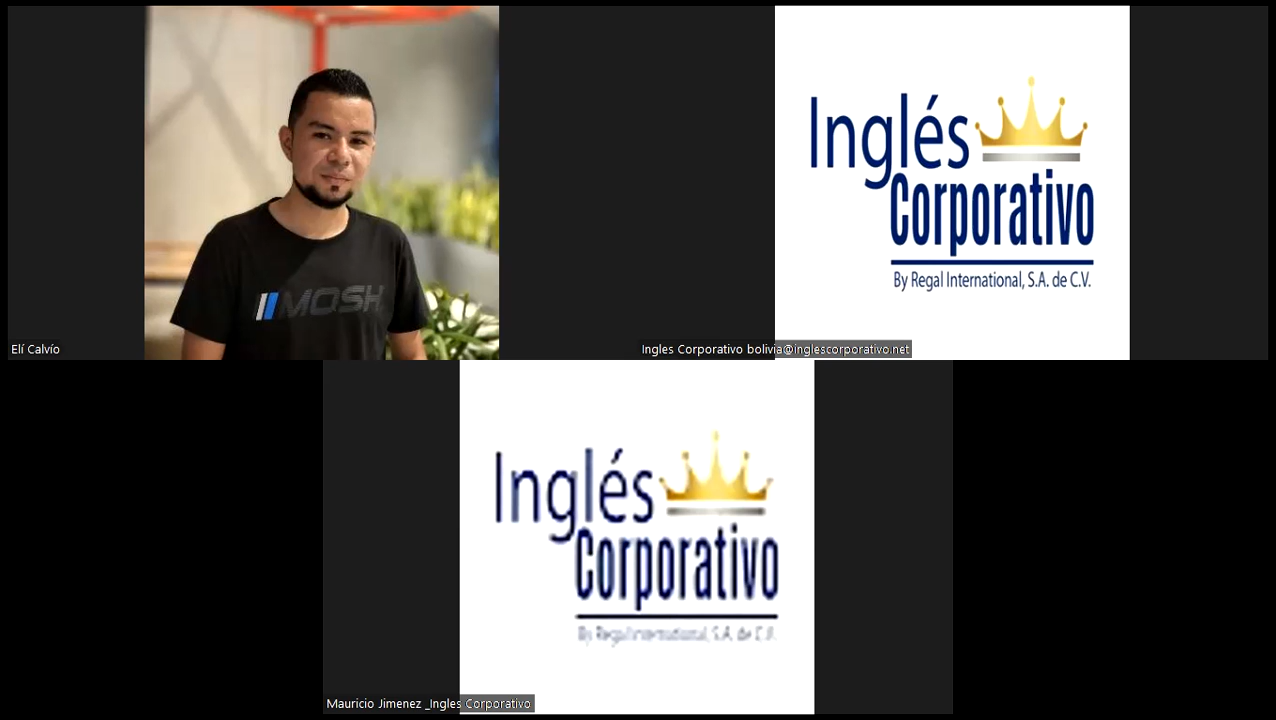 MOSH
Elí Calvío
Inglés
Corporativo
By Regal International, S.A. de C.V.
Ingles Corporativo bolivia@inglescorporativo.net
Inglés
Corporativo
By Regal International, S.A. de C.V.
Mauricio Jimenez _Ingles Corporativo